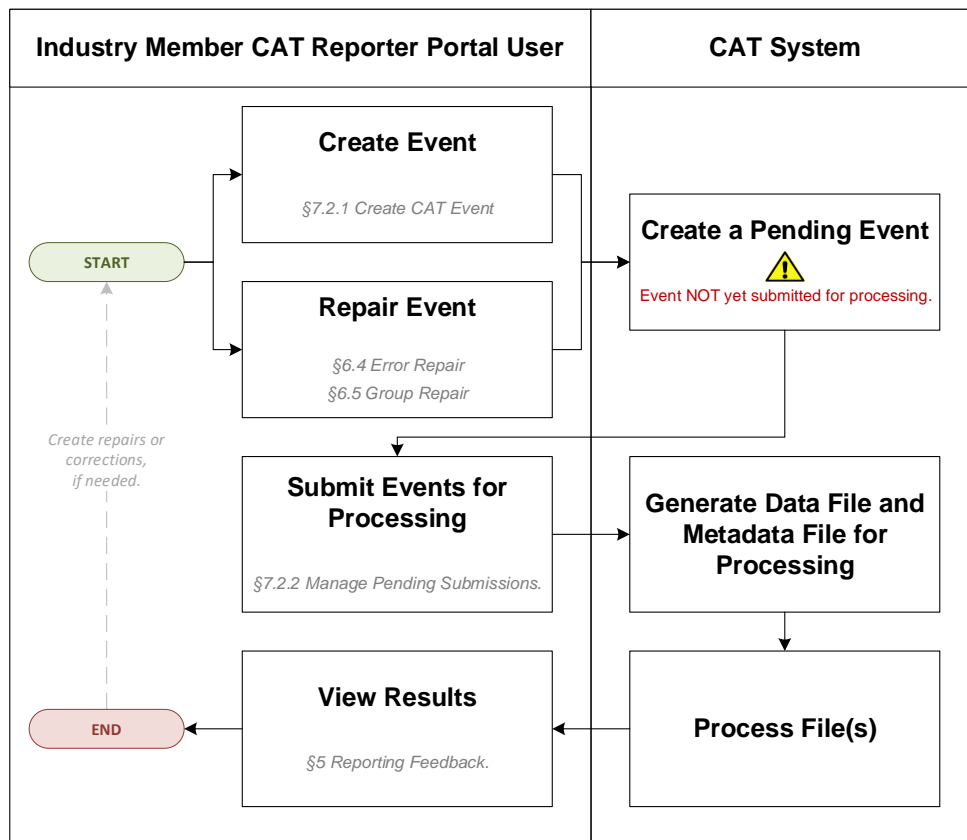 Industry Member CAT Reporter Portal User
CAT System
Create Event
§7.2.1 Create CAT Event
START
Repair Event
§6.4 Error Repair
§6.5 Group Repair
Create a Pending Event
Event NOT yet submitted for processing.
Create repairs or
corrections,
if needed.
Submit Events for
Processing
§7.2.2 Manage Pending Submissions.
Generate Data File and
Metadata File for
Processing
Process File(s)
View Results
§5 Reporting Feedback.
END